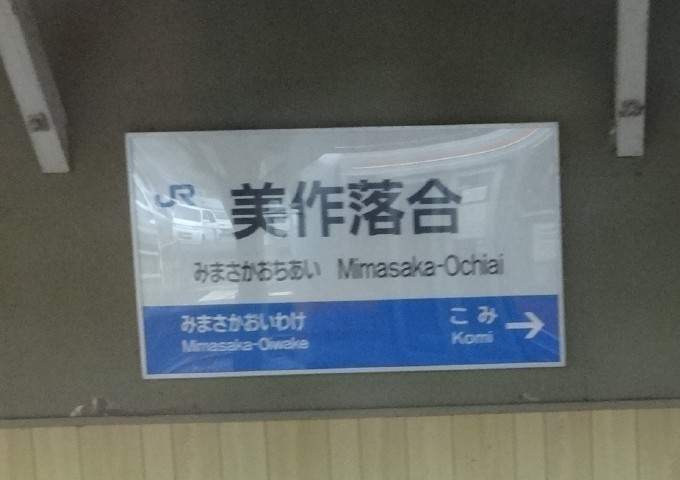 JR
美作落合
みまさかおちあい Mimasaka-Ochiai
みまさかおいわけ
Mimasaka-Oiwake
こみ →
Komi